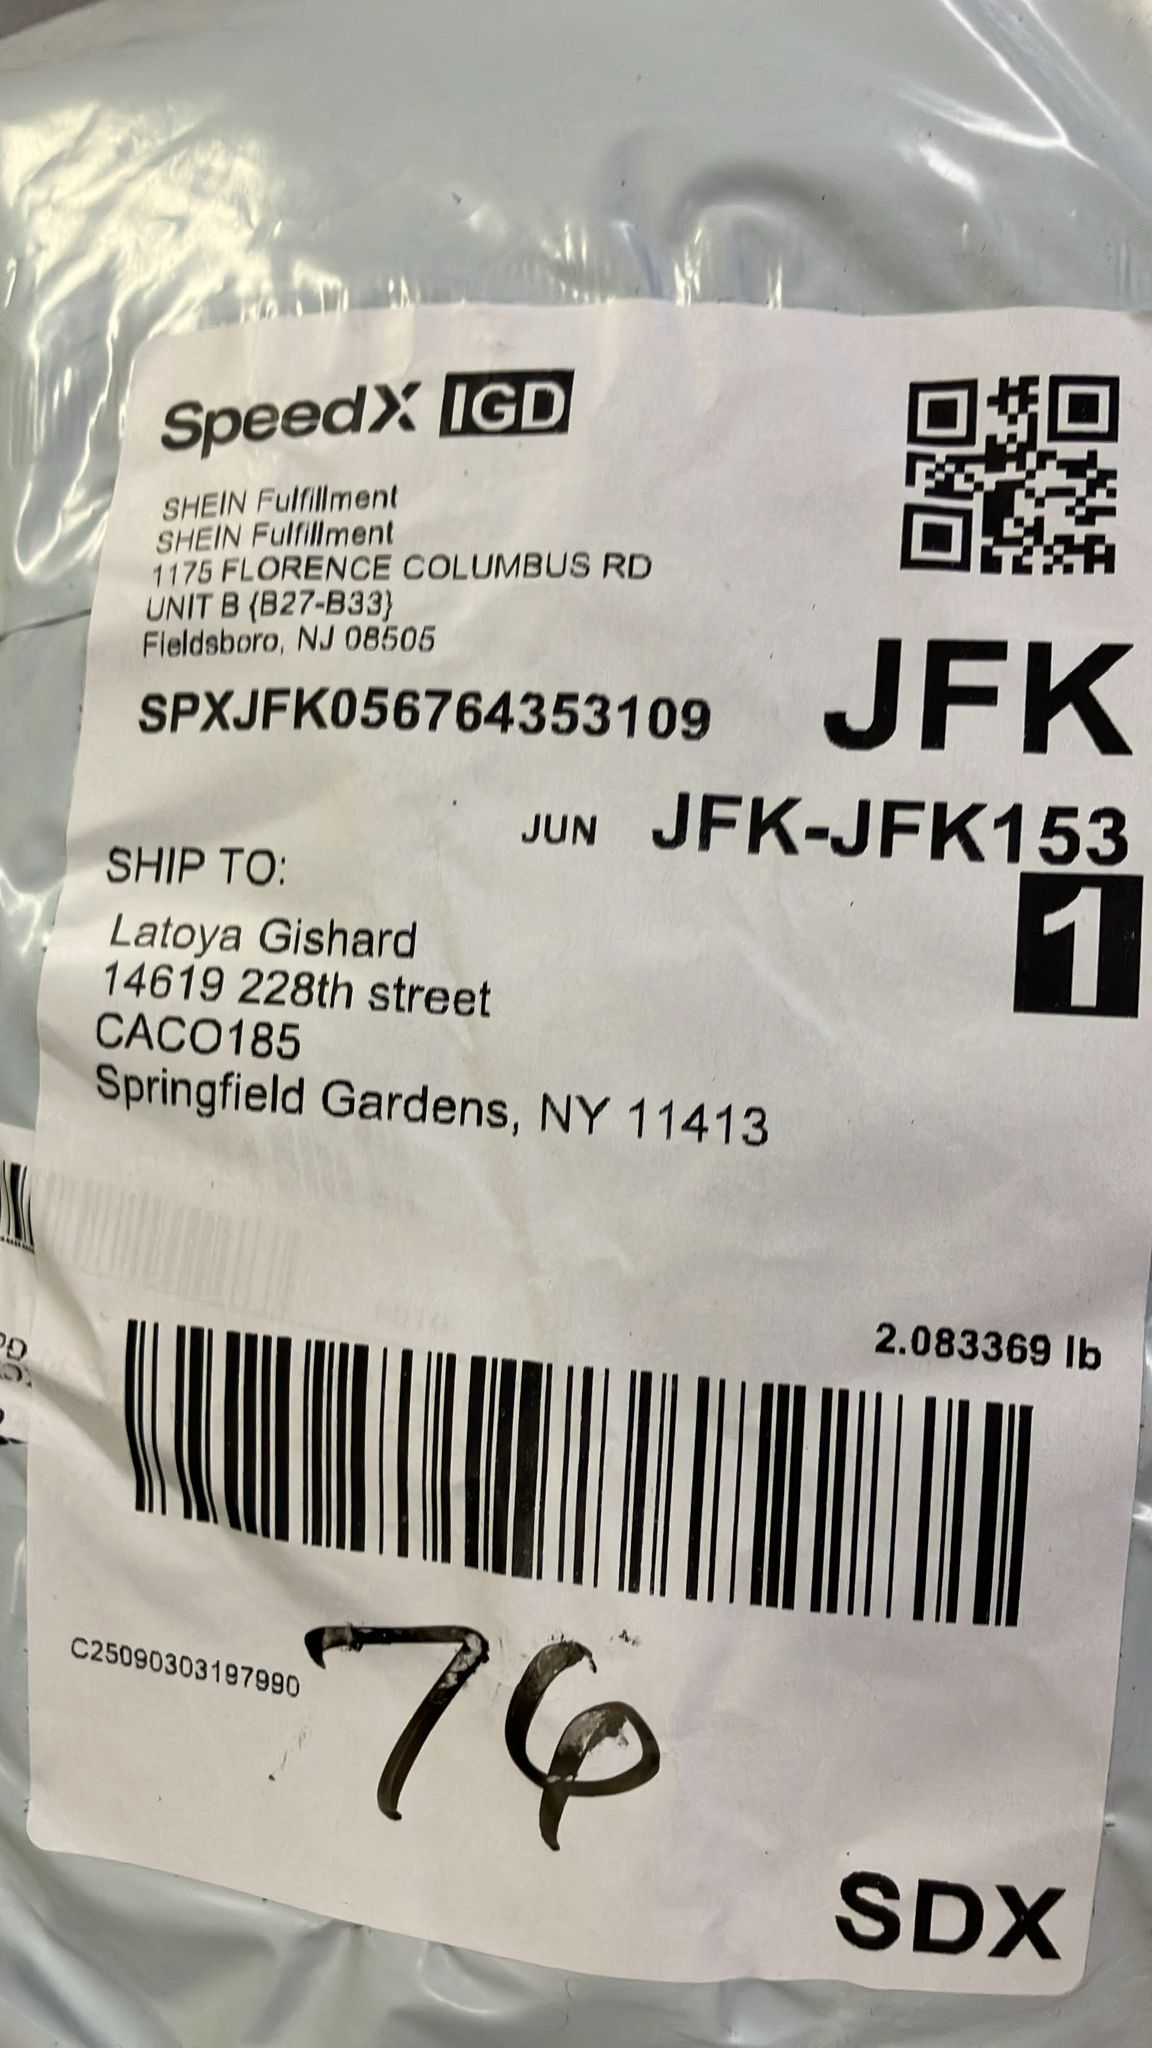 SpeedX IGD
SHEIN Fulfillment
SHEIN Fulfillment
1175 FLORENCE COLUMBUS RD
UNIT B {B27-B33}
Fieldsboro, NJ 08505
SPXJFK056764353109
JFK
JUN JFK-JFK153
1
SHIP TO:
Latoya Gishard
14619 228th street
CACO185
Springfield Gardens, NY 11413
2.083369 lb
C25090303197990
76
SDX